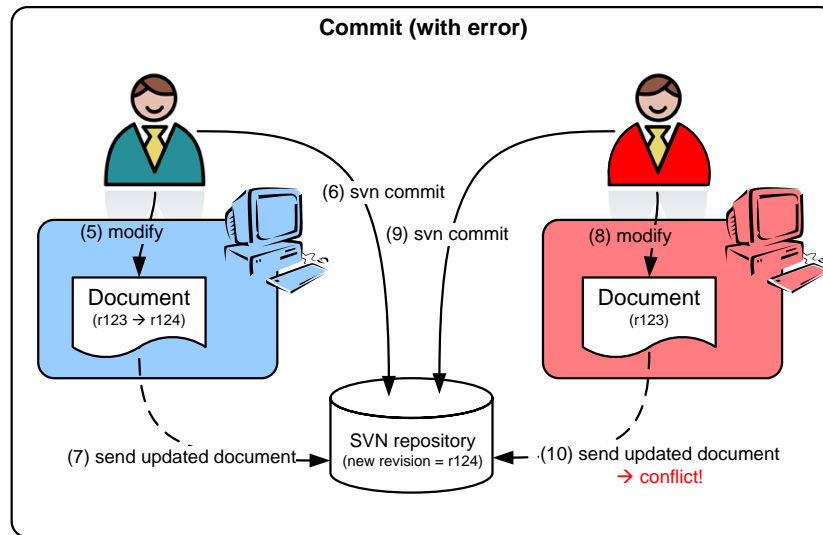 Commit (with error)
(6) svn commit
(9) svn commit
(5) modify
(8) modify
Document
(r123 → r124)
Document
(r123)
SVN repository
(new revision = r124)
(7) send updated document
(10) send updated document
→ conflict!